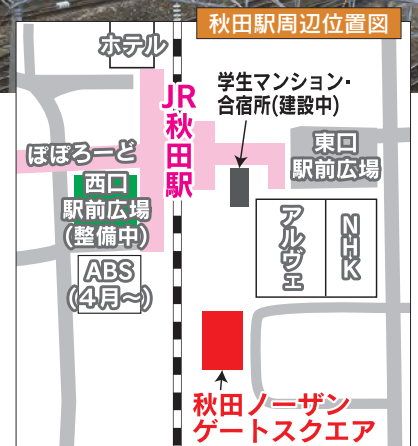 秋田駅周辺位置図
ホテル
学生マンション・
合宿所(建設中)
JR秋田駅
ぽぽろーど
東口
駅前広場
西口
駅前広場
(整備中)
アルヴェ
NHK
ABS
(4月〜)
秋田ノーザン
ゲートスクエア